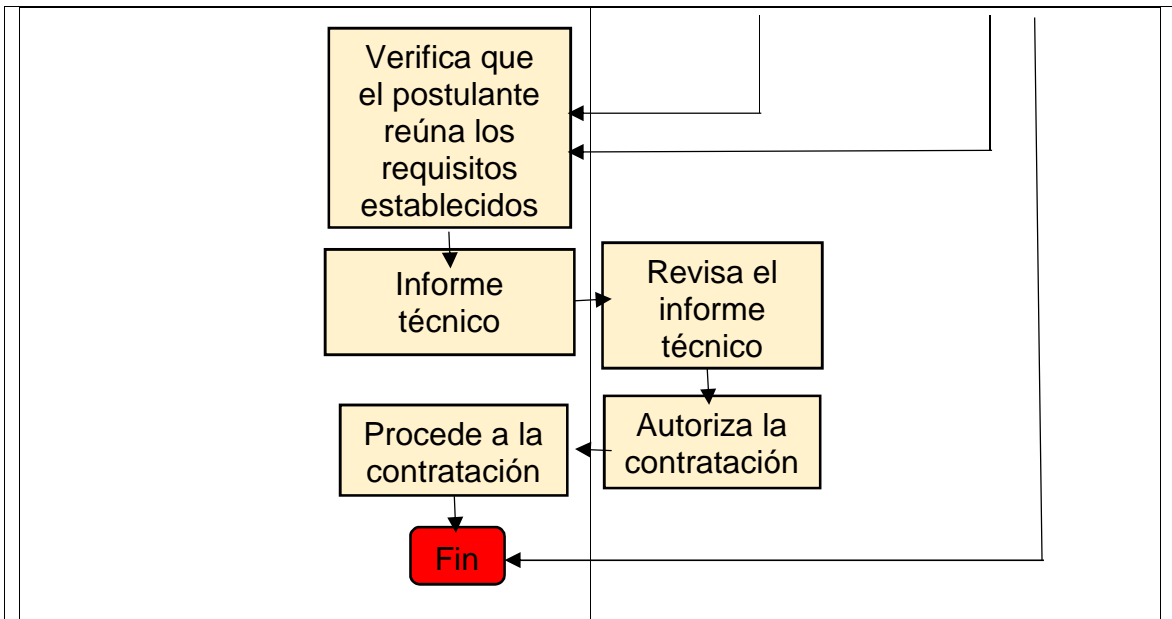 Verifica que
el postulante
reúna los
requisitos
establecidos
Informe
técnico
Revisa el
informe
técnico
Autoriza la
contratación
Procede a la
contratación
Fin